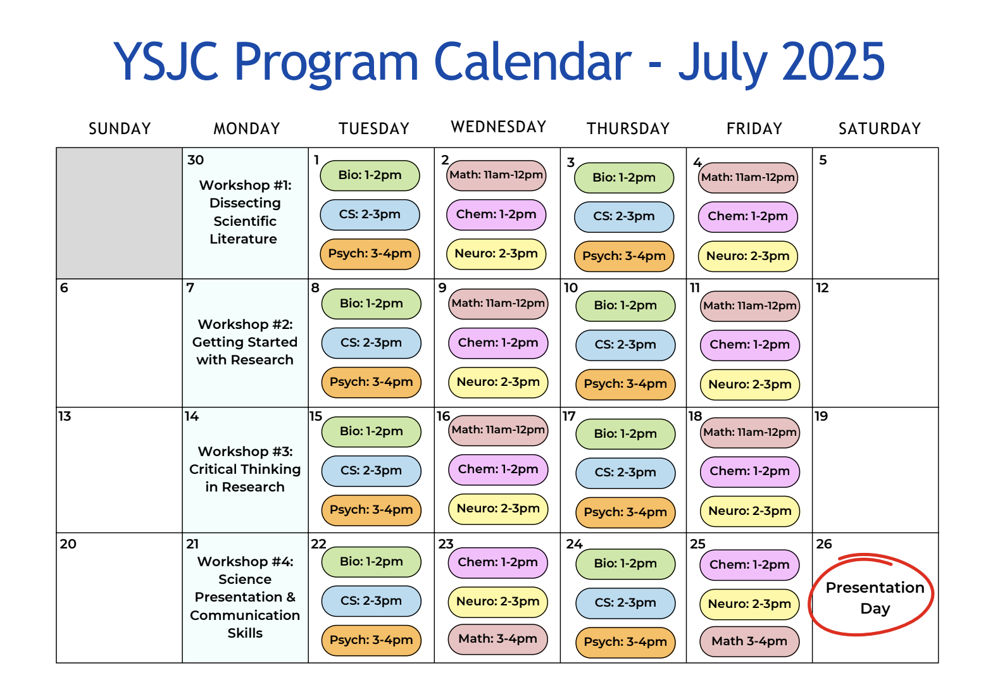 YSJC Program Calendar - July 2025
SUNDAY MONDAY TUESDAY WEDNESDAY THURSDAY FRIDAY SATURDAY
30
Workshop #1:
Dissecting
Scientific
Literature
1
Bio: 1-2pm
CS: 2-3pm
Psych: 3-4pm
2
Math: 11am-12pm
Chem: 1-2pm
Neuro: 2-3pm
3
Bio: 1-2pm
CS: 2-3pm
Psych: 3-4pm
4
Math: 11am-12pm
Chem: 1-2pm
Neuro: 2-3pm
5
6
7
Workshop #2:
Getting Started
with Research
8
Bio: 1-2pm
CS: 2-3pm
Psych: 3-4pm
9
Math: 11am-12pm
Chem: 1-2pm
Neuro: 2-3pm
10
Bio: 1-2pm
CS: 2-3pm
Psych: 3-4pm
11
Math: 11am-12pm
Chem: 1-2pm
Neuro: 2-3pm
12
13
14
Workshop #3:
Critical Thinking
in Research
15
Bio: 1-2pm
CS: 2-3pm
Psych: 3-4pm
16
Math: 11am-12pm
Chem: 1-2pm
Neuro: 2-3pm
17
Bio: 1-2pm
CS: 2-3pm
Psych: 3-4pm
18
Math: 11am-12pm
Chem: 1-2pm
Neuro: 2-3pm
19
20
21
Workshop #4:
Science
Presentation &
Communication
Skills
22
Bio: 1-2pm
CS: 2-3pm
Psych: 3-4pm
23
Chem: 1-2pm
Neuro: 2-3pm
Math: 3-4pm
24
Bio: 1-2pm
CS: 2-3pm
Psych: 3-4pm
25
Chem: 1-2pm
Neuro: 2-3pm
Math 3-4pm
26
Presentation
Day